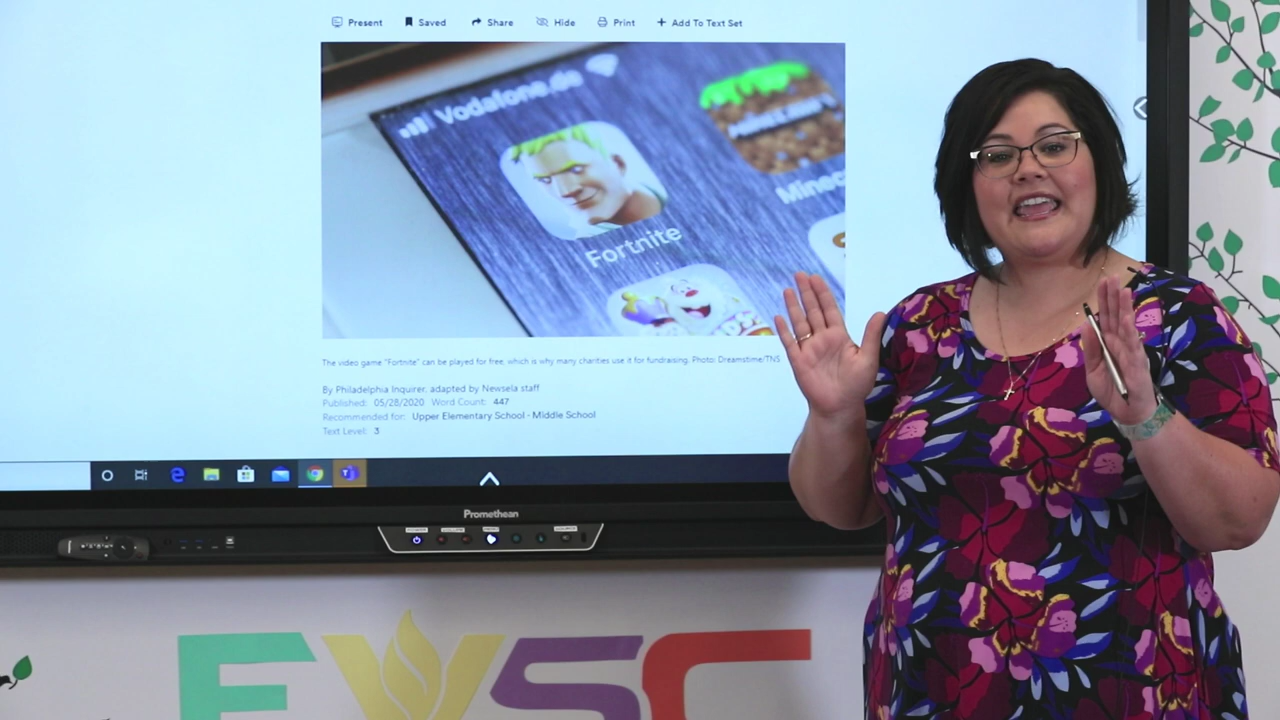 Present Saved Share Hide Print + Add To Text Set
Vodafone.de
Fortnite
The video game "Fortnite" can be played for free, which is why many charities use it for fundraising. Photo: Dreamstime/TNS
By Philadelphia Inquirer, adapted by Newsela staff
Published: 05/28/2020 Word Count: 447
Recommended for: Upper Elementary School - Middle School
Text Level: 3
Promethean